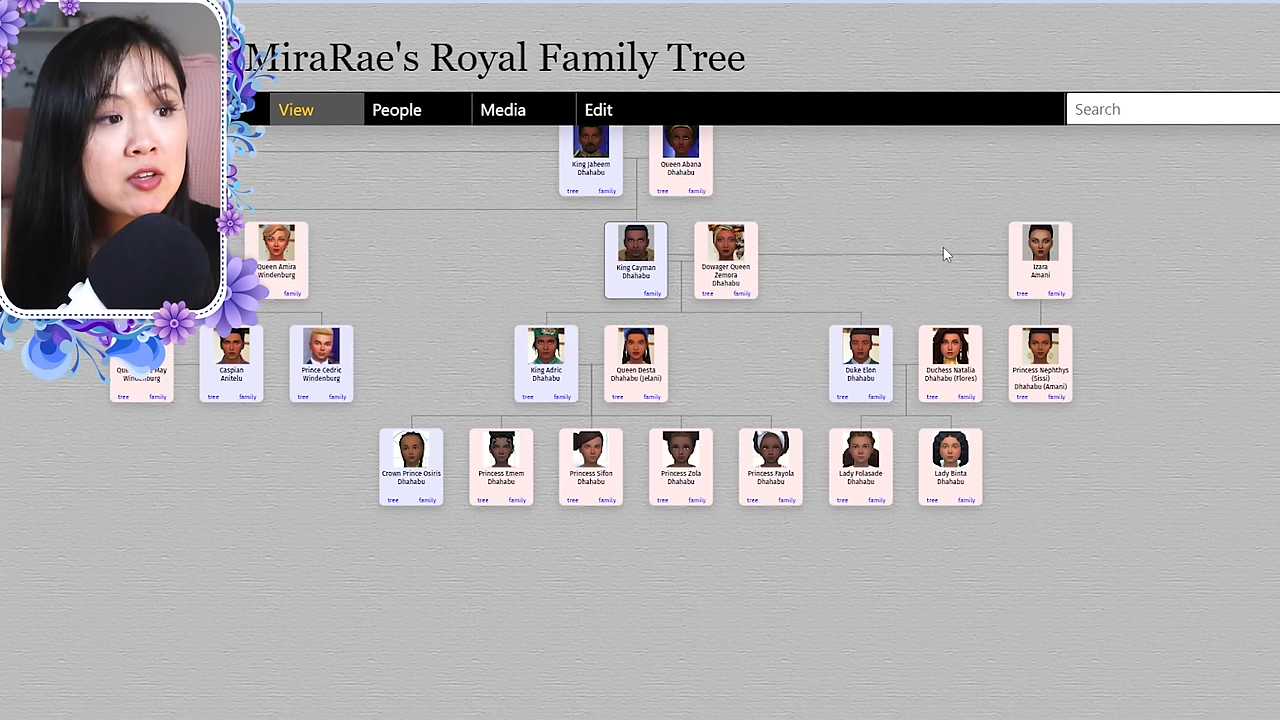 MiraRae's Royal Family Tree
View
People
Media
Edit
Search
King Jaheem
Dhahabu
tree family
Queen Abana
Dhahabu
tree family
Queen Amira
Windenburg
family
King Cayman
Dhahabu
family
Dowager Queen
Zemora
Dhahabu
tree family
Izara
Amani
tree family
May
Windenburg
tree family
Caspian
Anitelu
tree family
Prince Cedric
Windenburg
tree family
King Adric
Dhahabu
tree family
Queen Desta
Dhahabu (Jelani)
tree family
Duke Elon
Dhahabu
tree family
Duchess Natalia
Dhahabu (Flores)
tree family
Princess Nephthys
(Sissi)
Dhahabu (Amani)
tree family
Crown Prince Osiris
Dhahabu
tree family
Princess Emem
Dhahabu
tree family
Princess Sifon
Dhahabu
tree family
Princess Zola
Dhahabu
tree family
Princess Fayola
Dhahabu
tree family
Lady Folasade
Dhahabu
tree family
Lady Binta
Dhahabu
tree family